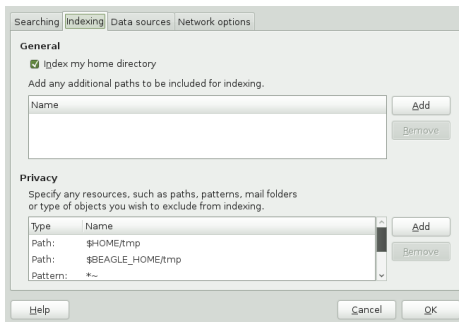 Searching Indexing Data sources Network options
General
Index my home directory
Add any additional paths to be included for indexing.
Name
Add
Remove
Privacy
Specify any resources, such as paths, patterns, mail folders
or type of objects you wish to exclude from indexing.
Type Name
Add
Path: $HOME/tmp
Path: $BEAGLE_HOME/tmp
Remove
Pattern: *~
Help Cancel OK